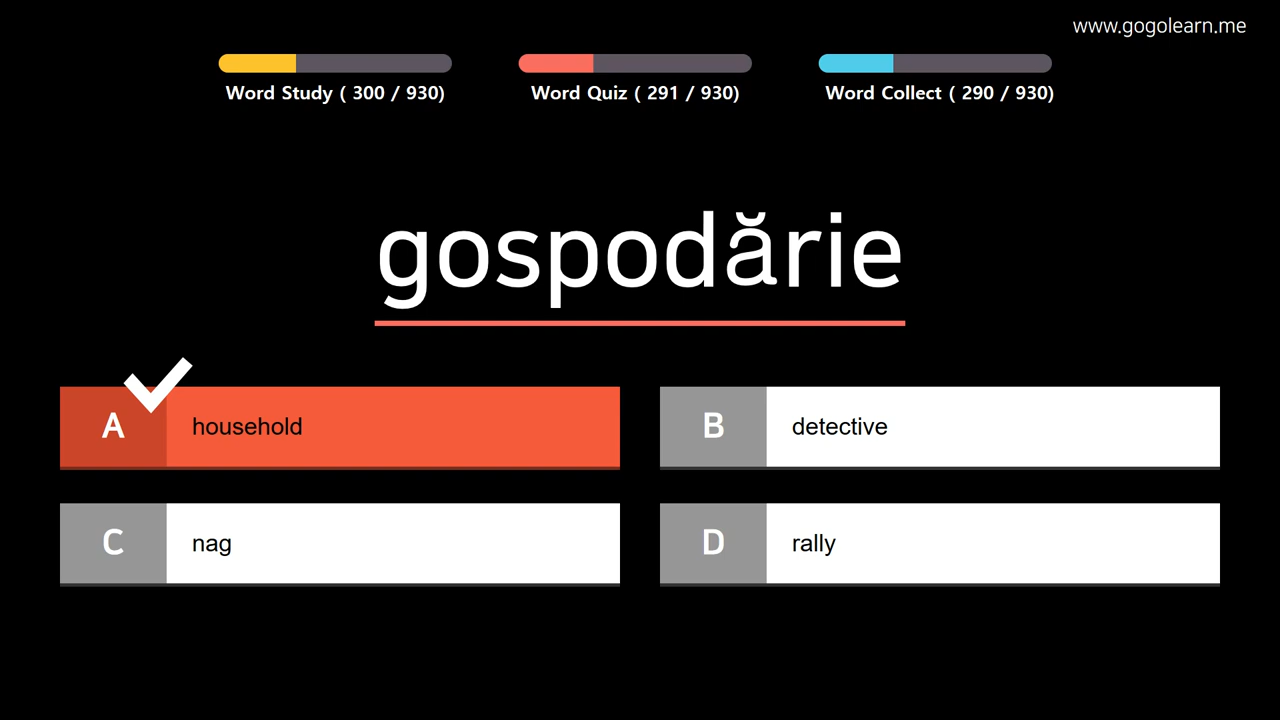 www.gogolearn.me
Word Study ( 300 / 930)
Word Quiz ( 291 / 930)
Word Collect ( 290 / 930)
gospodărie
A household
B detective
C nag
D rally